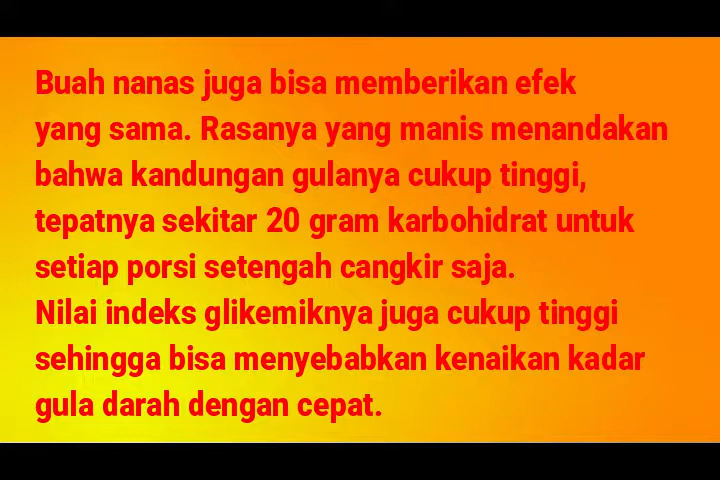 Buah nanas juga bisa memberikan efek
yang sama. Rasanya yang manis menandakan
bahwa kandungan gulanya cukup tinggi,
tepatnya sekitar 20 gram karbohidrat untuk
setiap porsi setengah cangkir saja.
Nilai indeks glikemiknya juga cukup tinggi
sehingga bisa menyebabkan kenaikan kadar
gula darah dengan cepat.